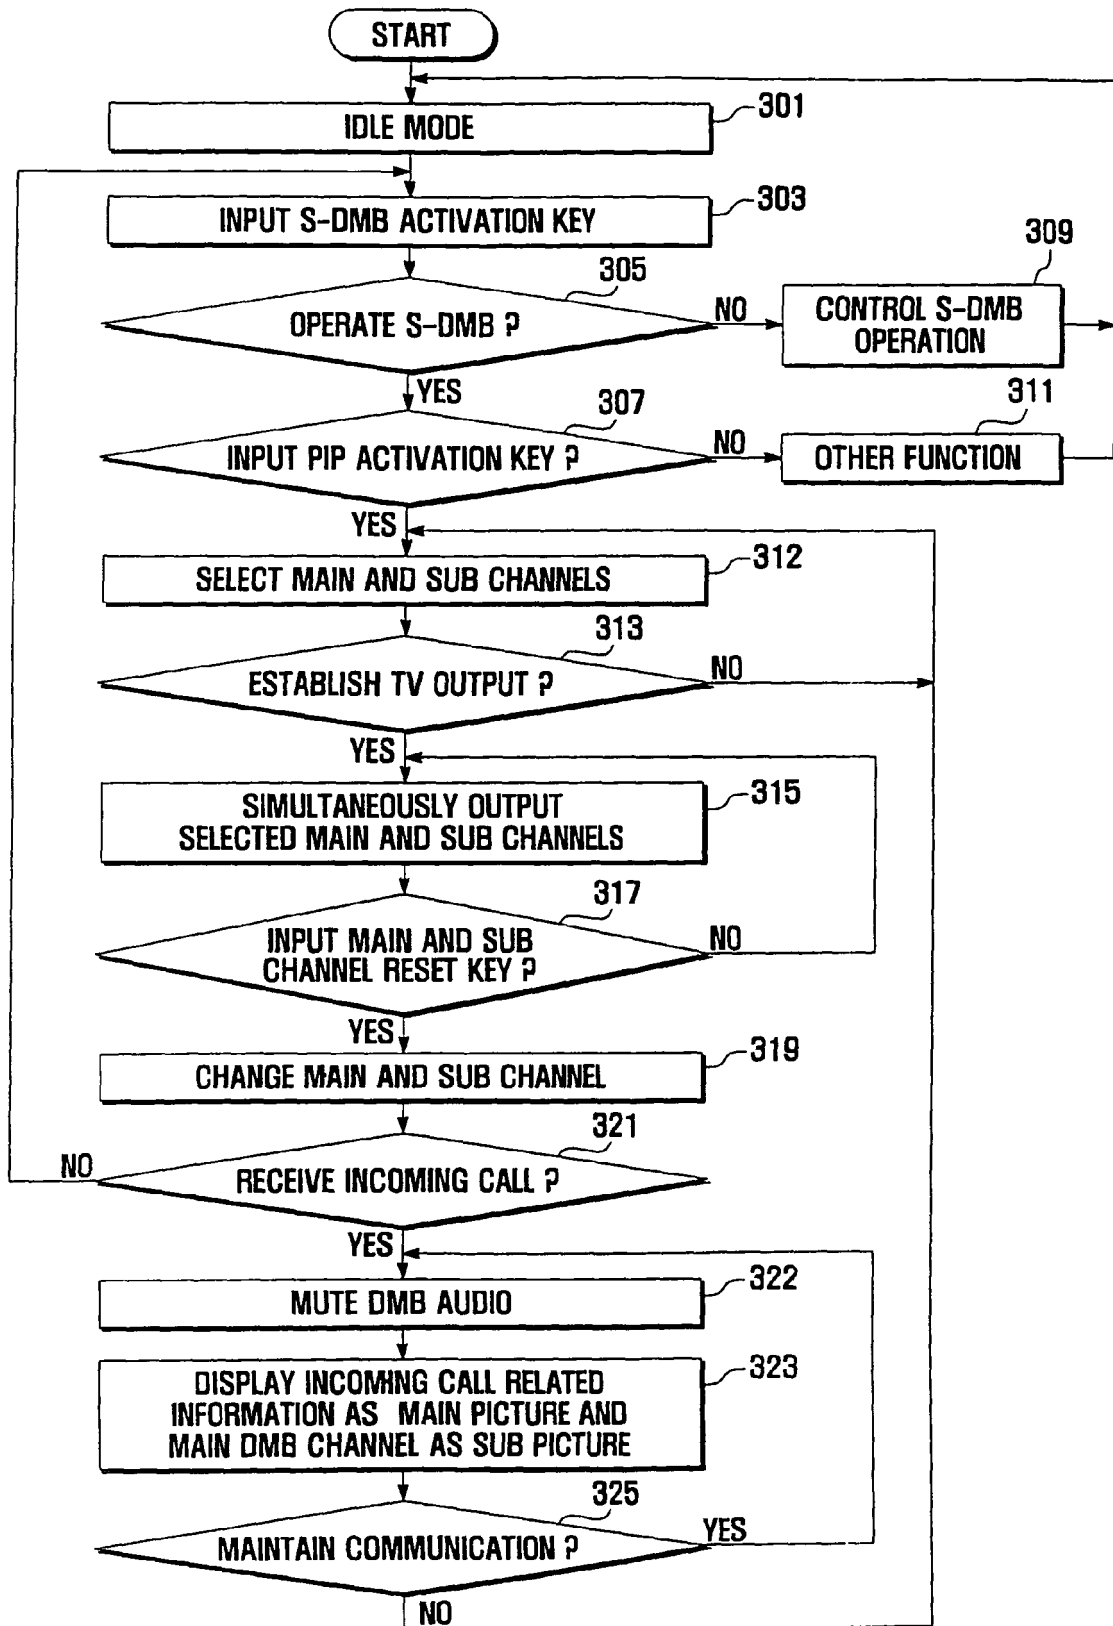 START
IDLE MODE
301
INPUT S-DMB ACTIVATION KEY
303
OPERATE S-DMB ?
305
NO
CONTROL S-DMB
OPERATION
309
YES
INPUT PIP ACTIVATION KEY ?
307
NO
OTHER FUNCTION
311
YES
SELECT MAIN AND SUB CHANNELS
312
ESTABLISH TV OUTPUT ?
313
NO
YES
SIMULTANEOUSLY OUTPUT
SELECTED MAIN AND SUB CHANNELS
315
INPUT MAIN AND SUB
CHANNEL RESET KEY ?
317
NO
YES
CHANGE MAIN AND SUB CHANNEL
319
RECEIVE INCOMING CALL ?
321
NO
YES
MUTE DMB AUDIO
322
DISPLAY INCOMING CALL RELATED
INFORMATION AS MAIN PICTURE AND
MAIN DMB CHANNEL AS SUB PICTURE
323
MAINTAIN COMMUNICATION ?
325
YES
NO